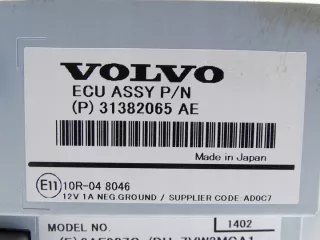 VOLVO
ECU ASSY P/N
(P) 31382065 AE
Made in Japan
E11 10R-04 8046
12V 1A NEG GROUND / SUPPLIER CODE: AD0C7
MODEL NO. 1402